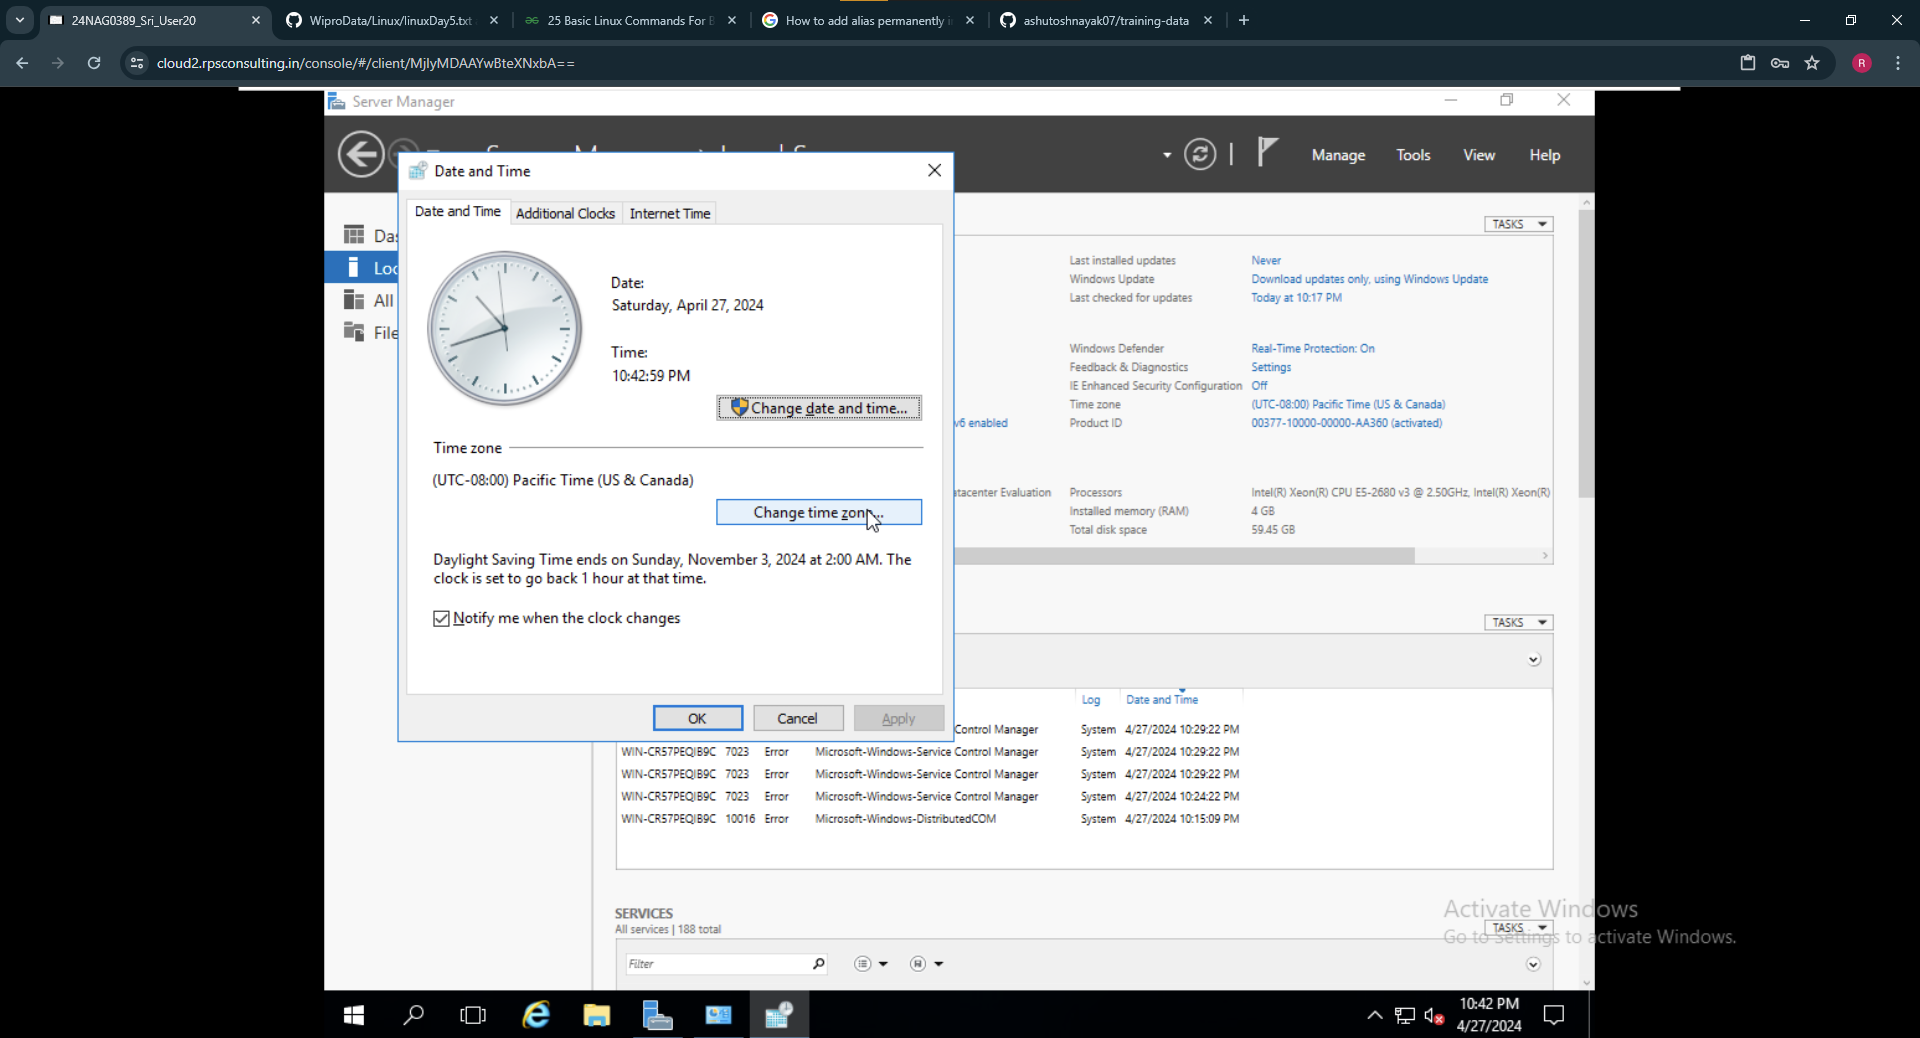 24NAG0389_Sri_User20
WiproData/Linux/linuxDay5.txt
25 Basic Linux Commands For B
How to add alias permanently i
ashutoshnayak07/training-data
cloud2.rpsconsulting.in/console/#/client/MjIyMDAAYwBteXNxbA==
R
Server Manager
Manage
Tools
View
Help
Date and Time
Date and Time
Additional Clocks
Internet Time
Date:
Saturday, April 27, 2024
Time:
10:42:59 PM
Change date and time...
Time zone
(UTC-08:00) Pacific Time (US & Canada)
Change time zone...
Daylight Saving Time ends on Sunday, November 3, 2024 at 2:00 AM. The
clock is set to go back 1 hour at that time.
Notify me when the clock changes
OK
Cancel
Apply
Das
Loc
All
File
TASKS
Last installed updates
Never
Windows Update
Download updates only, using Windows Update
Last checked for updates
Today at 10:17 PM
Windows Defender
Real-Time Protection: On
Feedback & Diagnostics
Settings
IE Enhanced Security Configuration
Off
Time zone
(UTC-08:00) Pacific Time (US & Canada)
v6 enabled
Product ID
00377-10000-00000-AA360 (activated)
atacenter Evaluation
Processors
Intel(R) Xeon(R) CPU E5-2680 v3 @ 2.50GHz, Intel(R) Xeon(R)
Installed memory (RAM)
4 GB
Total disk space
59.45 GB
TASKS
Log
Date and Time
Control Manager System 4/27/2024 10:29:22 PM
WIN-CR57PEQIB9C 7023 Error Microsoft-Windows-Service Control Manager System 4/27/2024 10:29:22 PM
WIN-CR57PEQIB9C 7023 Error Microsoft-Windows-Service Control Manager System 4/27/2024 10:29:22 PM
WIN-CR57PEQIB9C 7023 Error Microsoft-Windows-Service Control Manager System 4/27/2024 10:24:22 PM
WIN-CR57PEQIB9C 10016 Error Microsoft-Windows-DistributedCOM System 4/27/2024 10:15:09 PM
SERVICES
All services | 188 total
TASKS
Filter
Activate Windows
Go to Settings to activate Windows.
10:42 PM
4/27/2024